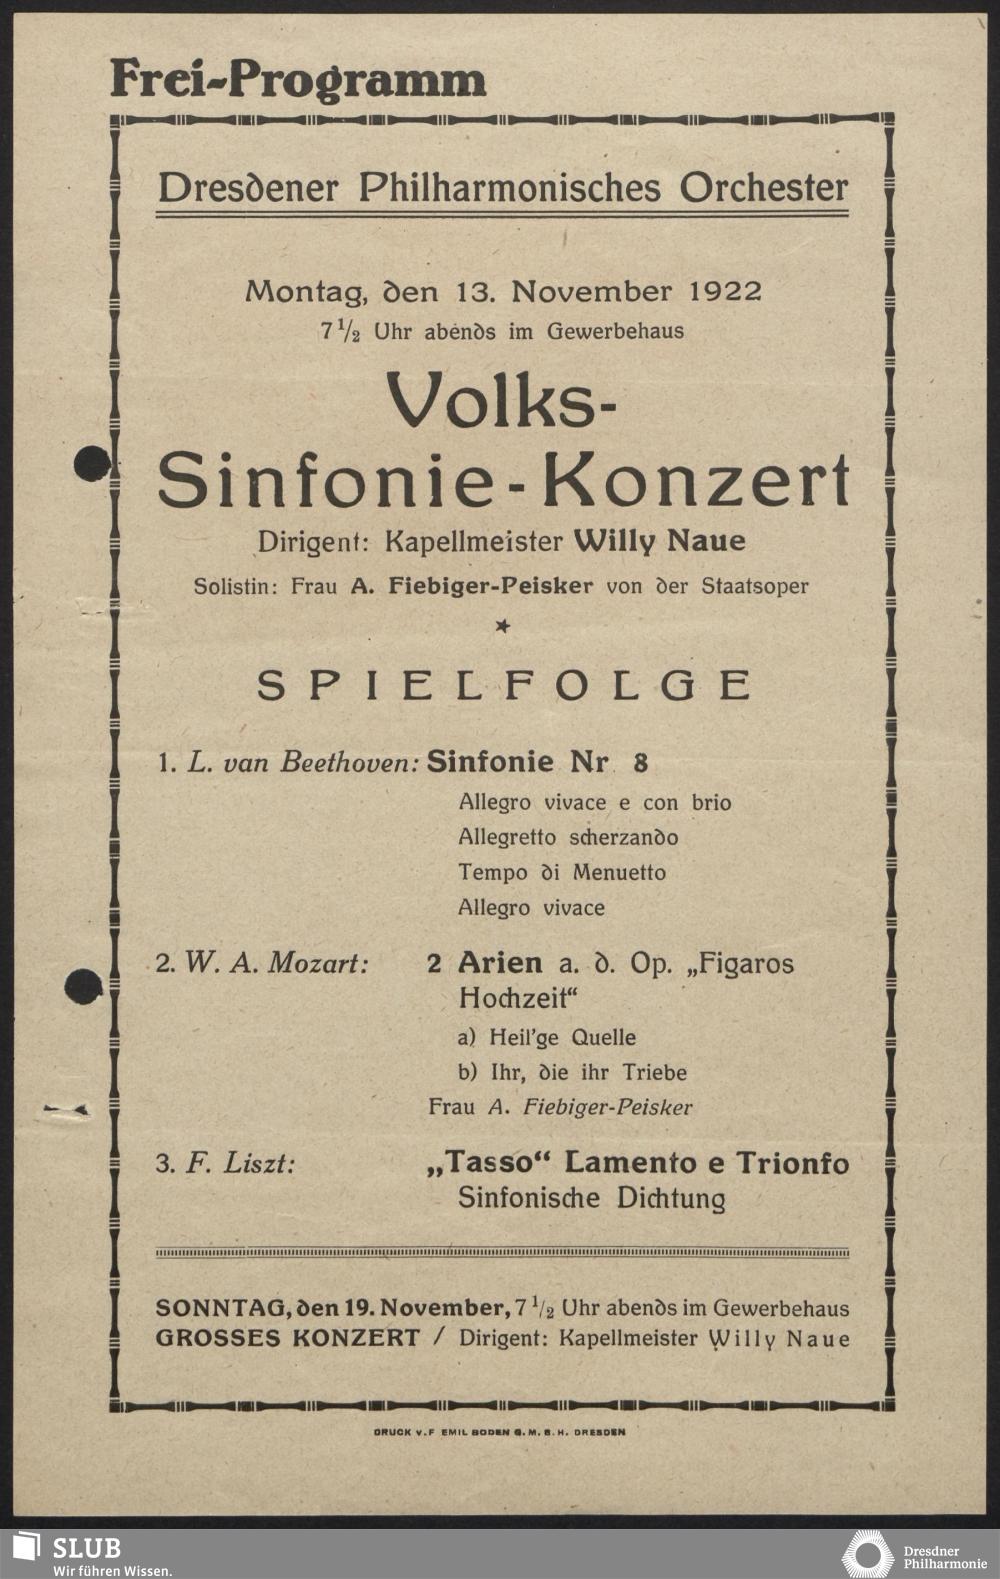 Frei-Programm
Dresdener Philharmonisches Orchester
Montag, den 13. November 1922
7 1/2 Uhr abends im Gewerbehaus
Volks-
Sinfonie-Konzert
Dirigent: Kapellmeister Willy Naue
Solistin: Frau A. Fiebiger-Peisker von der Staatsoper
SPIELFOLGE
1. L. van Beethoven: Sinfonie Nr. 8
Allegro vivace e con brio
Allegretto scherzando
Tempo di Menuetto
Allegro vivace
2. W. A. Mozart: 2 Arien a. d. Op. „Figaros
Hochzeit“
a) Heil'ge Quelle
b) Ihr, die ihr Triebe
Frau A. Fiebiger-Peisker
3. F. Liszt: „Tasso“ Lamento e Trionfo
Sinfonische Dichtung
SONNTAG, den 19. November, 7 1/2 Uhr abends im Gewerbehaus
GROSSES KONZERT / Dirigent: Kapellmeister Willy Naue
DRUCK v. F EMIL BODEN G. M. B. H. DRESDEN
SLUB
Wir führen Wissen.
Dresdner
Philharmonie